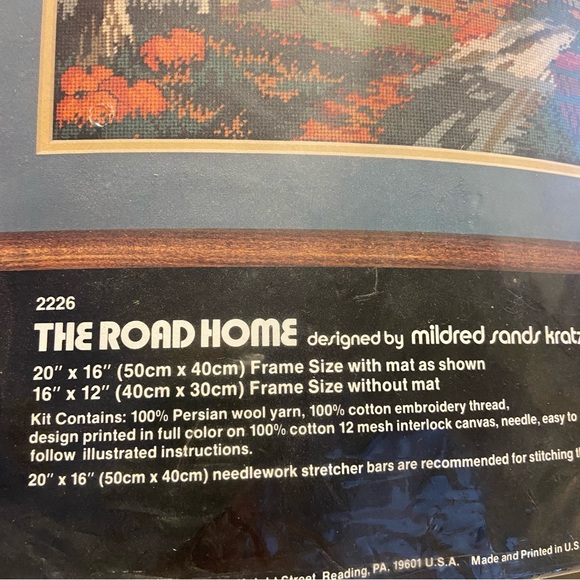 2226
THE ROAD HOME designed by mildred sands kratz
20" x 16" (50cm x 40cm) Frame Size with mat as shown
16" x 12" (40cm x 30cm) Frame Size without mat
Kit Contains: 100% Persian wool yarn, 100% cotton embroidery thread,
design printed in full color on 100% cotton 12 mesh interlock canvas, needle, easy to
follow illustrated instructions.
20" x 16" (50cm x 40cm) needlework stretcher bars are recommended for stitching
Street, Reading, PA. 19601 U.S.A. Made and Printed in U.S